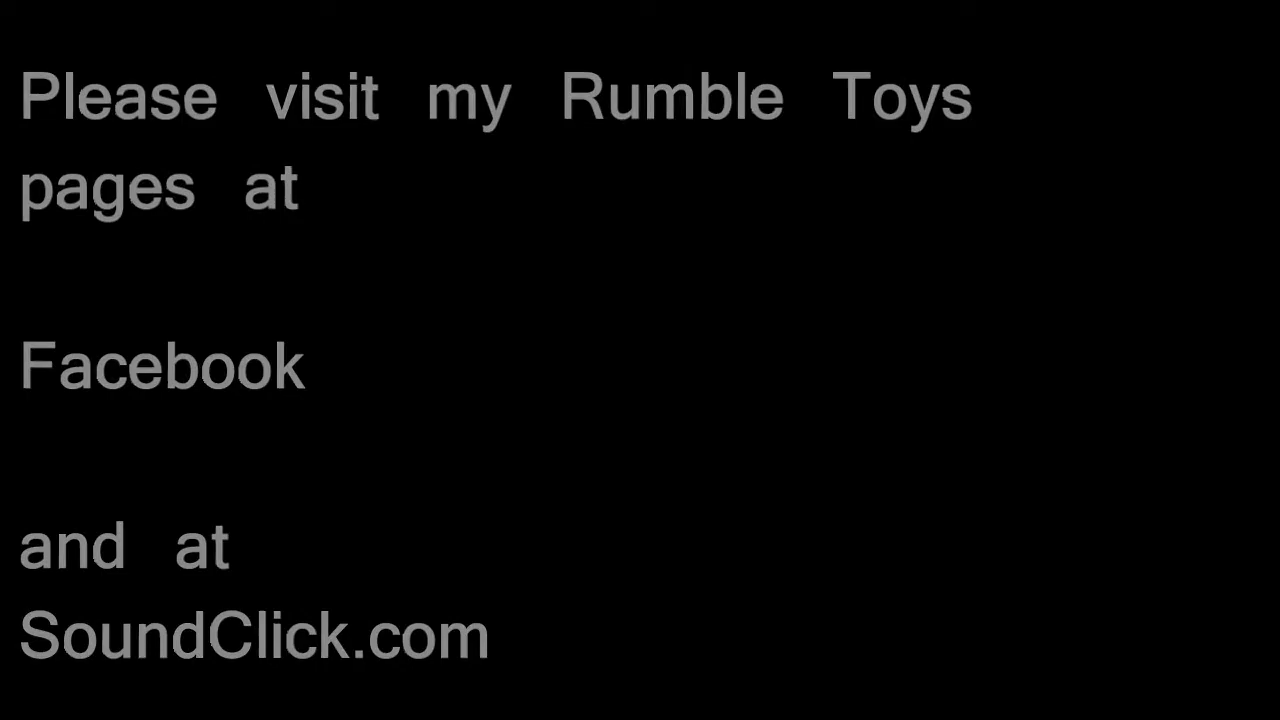 Please visit my Rumble Toys
pages at
Facebook
and at
SoundClick.com